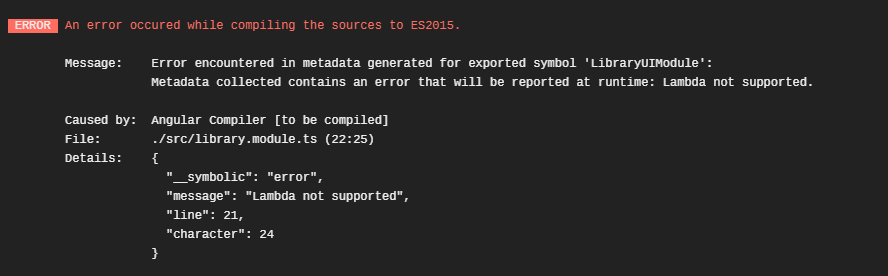 ERROR An error occured while compiling the sources to ES2015.
Message: Error encountered in metadata generated for exported symbol 'LibraryUIModule':
Metadata collected contains an error that will be reported at runtime: Lambda not supported.
Caused by: Angular Compiler [to be compiled]
File: ./src/library.module.ts (22:25)
Details: {
"__symbolic": "error",
"message": "Lambda not supported",
"line": 21,
"character": 24
}